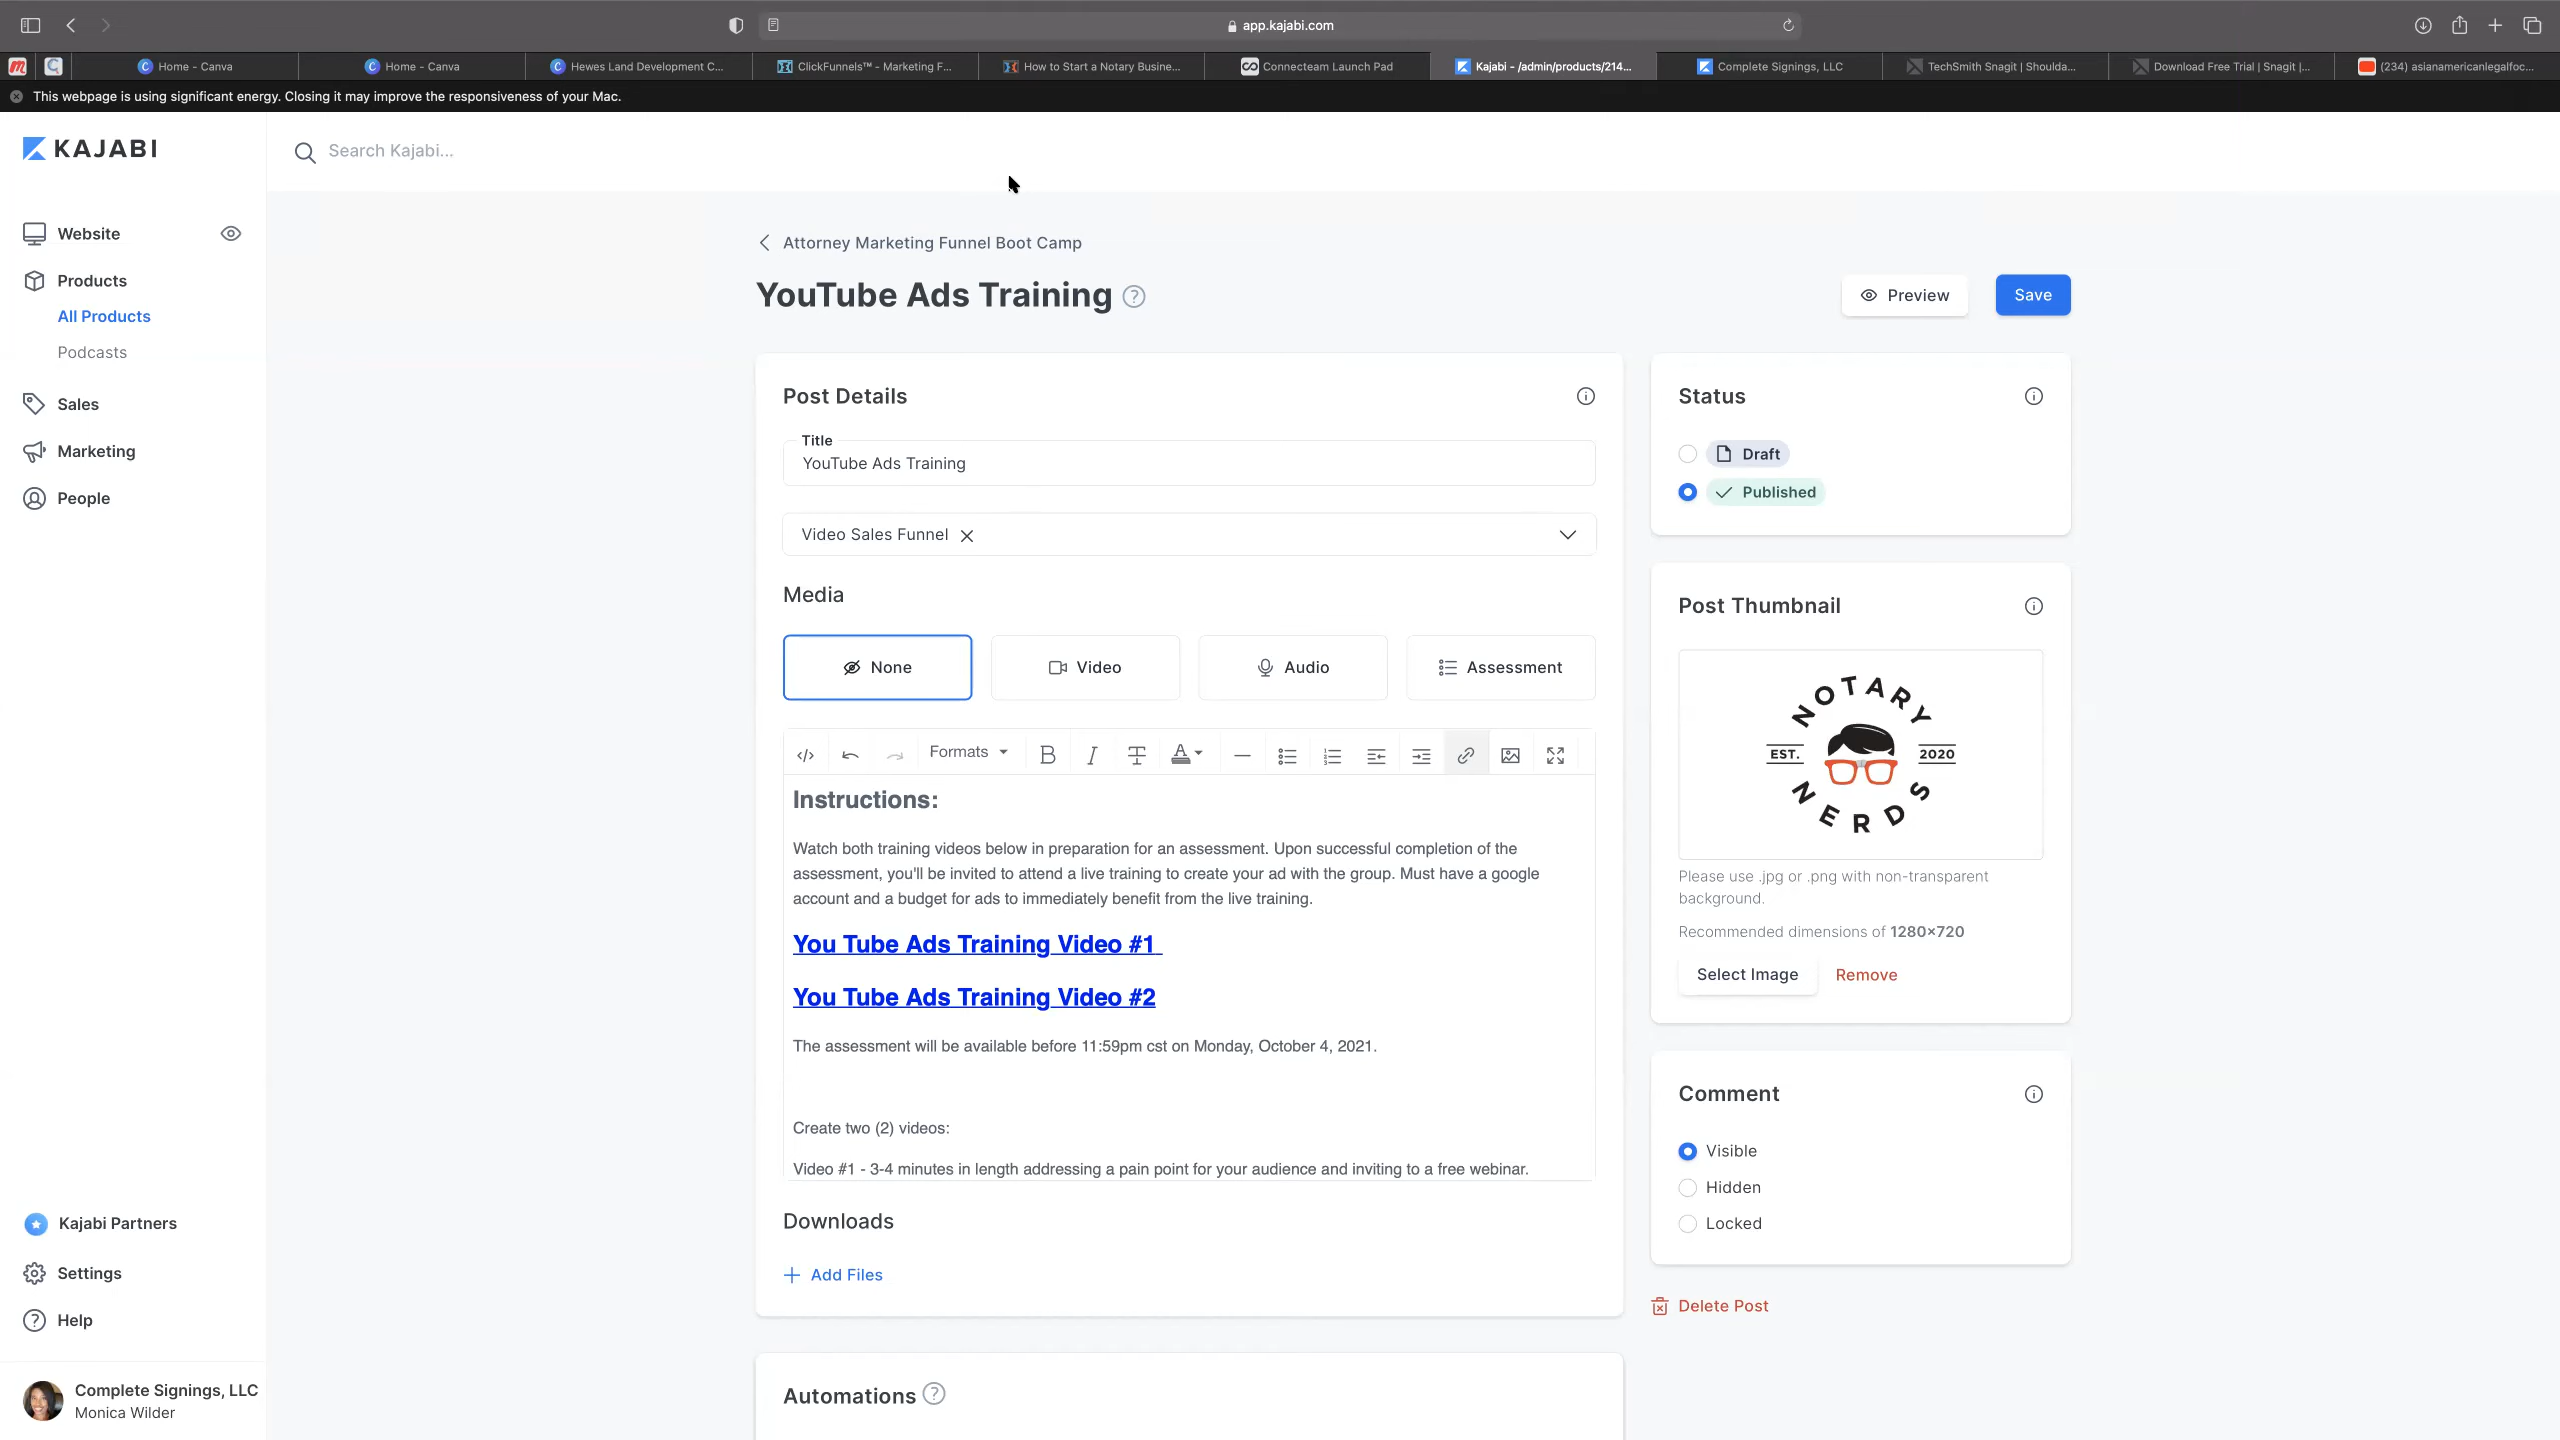 app.kajabi.com
Home - Canva
Home - Canva
Hewes Land Development C...
ClickFunnels™ - Marketing F...
How to Start a Notary Busine...
Connecteam Launch Pad
Kajabi - /admin/products/214...
Complete Signings, LLC
TechSmith Snagit | Shoulda...
Download Free Trial | Snagit |...
(234) asianamericanlegalfoc...
This webpage is using significant energy. Closing it may improve the responsiveness of your Mac.
KAJABI
Search Kajabi...
Website
Products
All Products
Podcasts
Sales
Marketing
People
Kajabi Partners
Settings
Help
Complete Signings, LLC
Monica Wilder
Attorney Marketing Funnel Boot Camp
YouTube Ads Training
Preview
Save
Post Details
Title
YouTube Ads Training
Video Sales Funnel
Media
None
Video
Audio
Assessment
Formats
Instructions:
Watch both training videos below in preparation for an assessment. Upon successful completion of the
assessment, you'll be invited to attend a live training to create your ad with the group. Must have a google
account and a budget for ads to immediately benefit from the live training.
You Tube Ads Training Video #1
You Tube Ads Training Video #2
The assessment will be available before 11:59pm cst on Monday, October 4, 2021.
Create two (2) videos:
Video #1 - 3-4 minutes in length addressing a pain point for your audience and inviting to a free webinar.
Downloads
Add Files
Automations
Status
Draft
Published
Post Thumbnail
NOTARY
EST. 2020
NERDS
Please use .jpg or .png with non-transparent
background.
Recommended dimensions of 1280×720
Select Image
Remove
Comment
Visible
Hidden
Locked
Delete Post